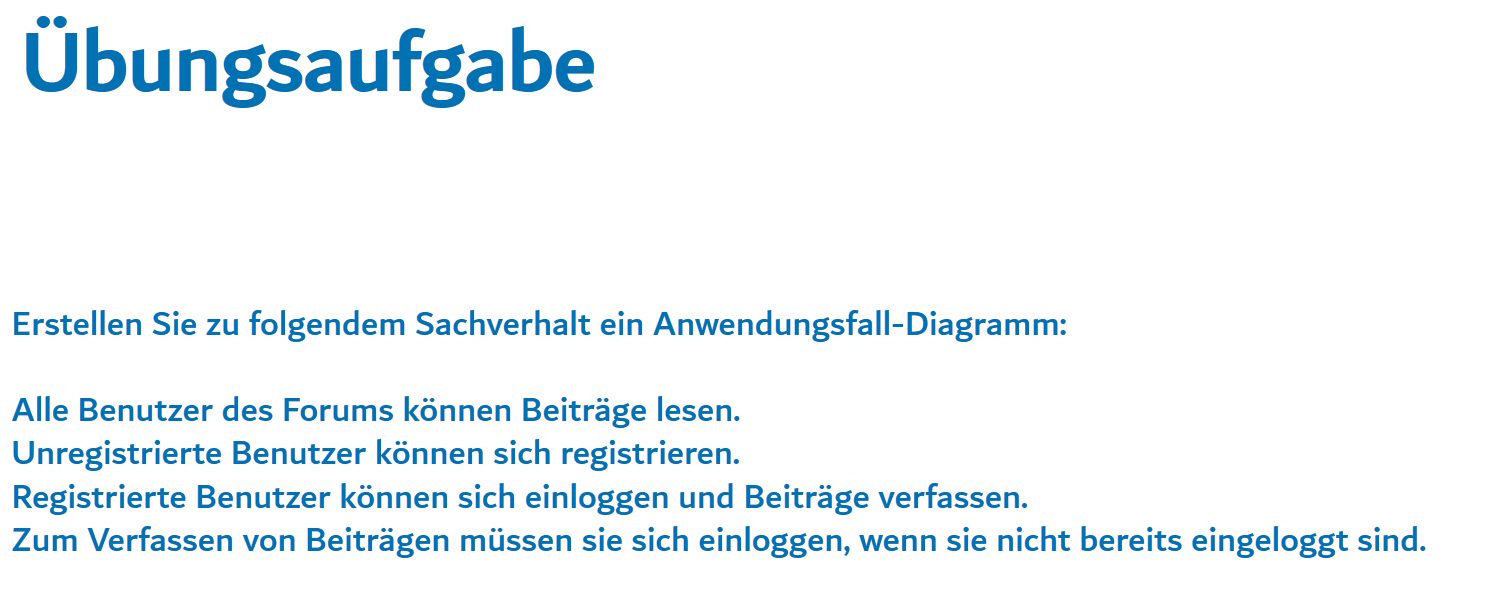 Übungsaufgabe
Erstellen Sie zu folgendem Sachverhalt ein Anwendungsfall-Diagramm:
Alle Benutzer des Forums können Beiträge lesen.
Unregistrierte Benutzer können sich registrieren.
Registrierte Benutzer können sich einloggen und Beiträge verfassen.
Zum Verfassen von Beiträgen müssen sie sich einloggen, wenn sie nicht bereits eingeloggt sind.